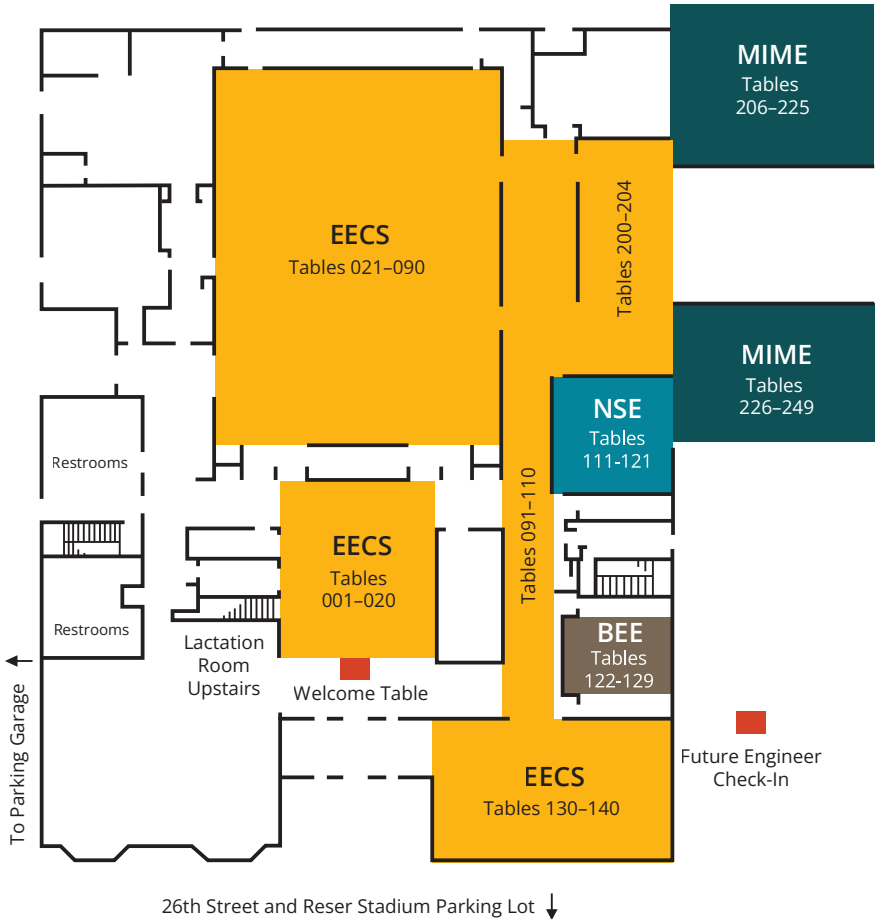 MIME
Tables
206–225
Tables 200–204
EECS
Tables 021–090
MIME
Tables
226–249
NSE
Tables
111-121
Restrooms
Tables 091–110
EECS
Tables
001–020
Restrooms
BEE
Tables
122-129
Lactation
Room
Upstairs
Welcome Table
To Parking Garage
Future Engineer
Check-In
EECS
Tables 130–140
26th Street and Reser Stadium Parking Lot